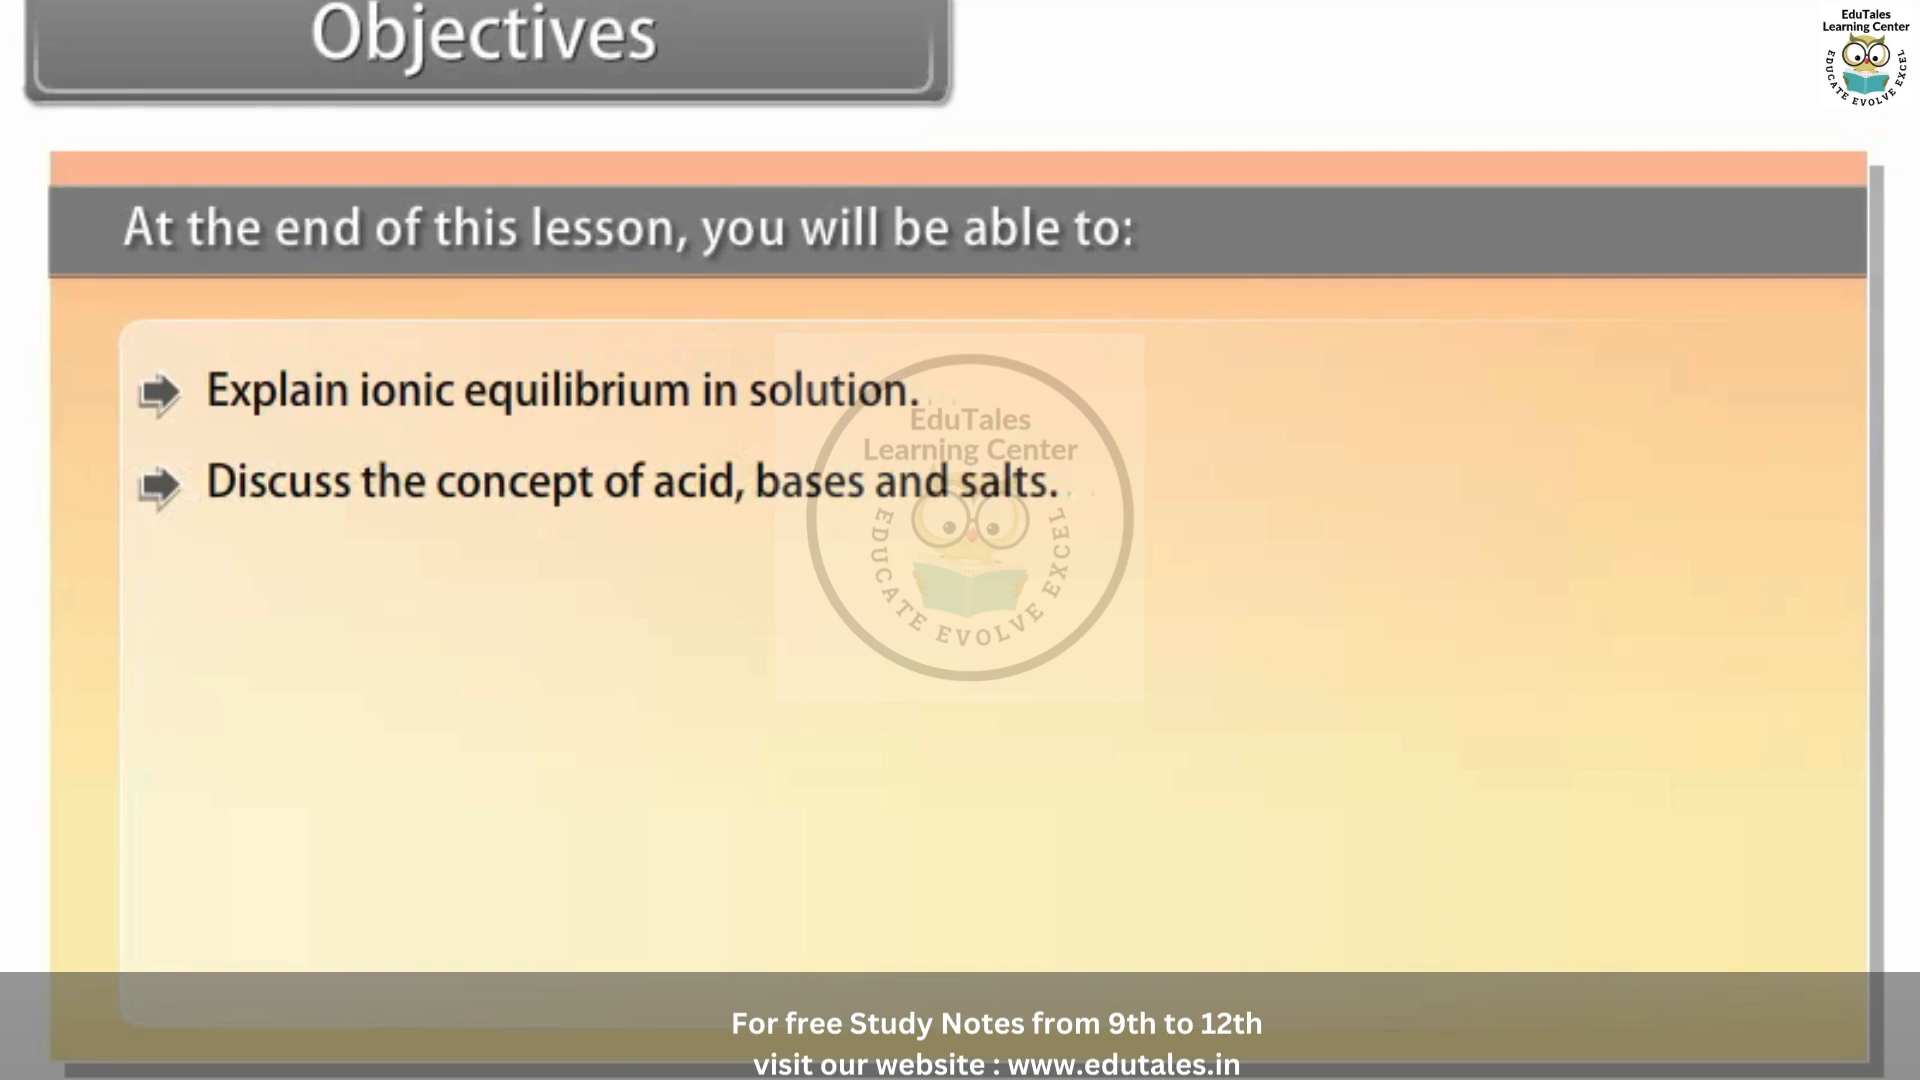 Objectives
EduTales
Learning Center
EDUCATE EVOLVE EXCEL
At the end of this lesson, you will be able to:
Explain ionic equilibrium in solution.
EduTales
Learning Center
Discuss the concept of acid, bases and salts.
EDUCATE EVOLVE EXCEL
For free Study Notes from 9th to 12th
visit our website : www.edutales.in